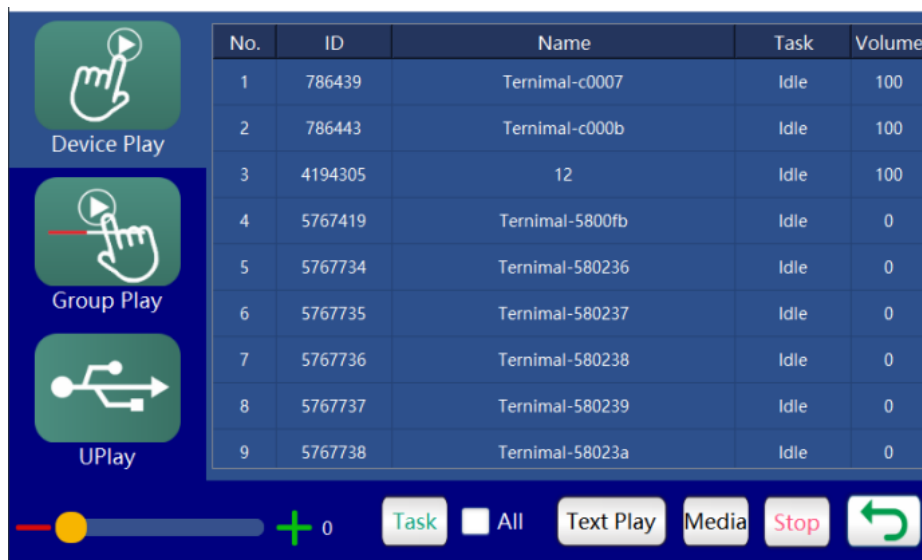 Device Play
Group Play
UPlay
No. ID Name Task Volume
1 786439 Ternimal-c0007 Idle 100
2 786443 Ternimal-c000b Idle 100
3 4194305 12 Idle 100
4 5767419 Ternimal-5800fb Idle 0
5 5767734 Ternimal-580236 Idle 0
6 5767735 Ternimal-580237 Idle 0
7 5767736 Ternimal-580238 Idle 0
8 5767737 Ternimal-580239 Idle 0
9 5767738 Ternimal-58023a Idle 0
0 Task All Text Play Media Stop